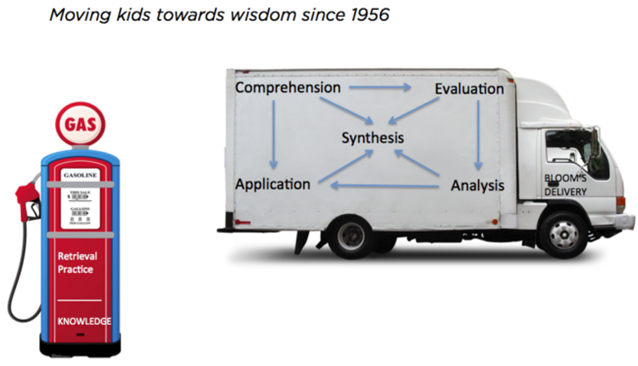 Moving kids towards wisdom since 1956
Comprehension
Evaluation
Synthesis
Application
Analysis
BLOOM'S
DELIVERY
GAS
GASOLINE
Retrieval
Practice
KNOWLEDGE